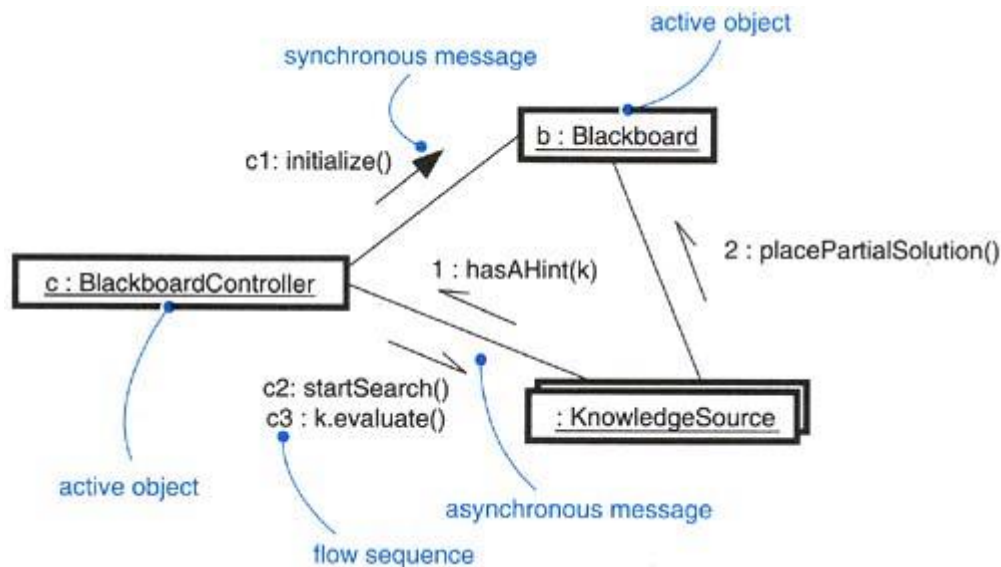 active object
synchronous message
b : Blackboard
c1: initialize()
2 : placePartialSolution()
1 : hasAHint(k)
c : BlackboardController
c2: startSearch()
c3 : k.evaluate()
: KnowledgeSource
active object
asynchronous message
flow sequence